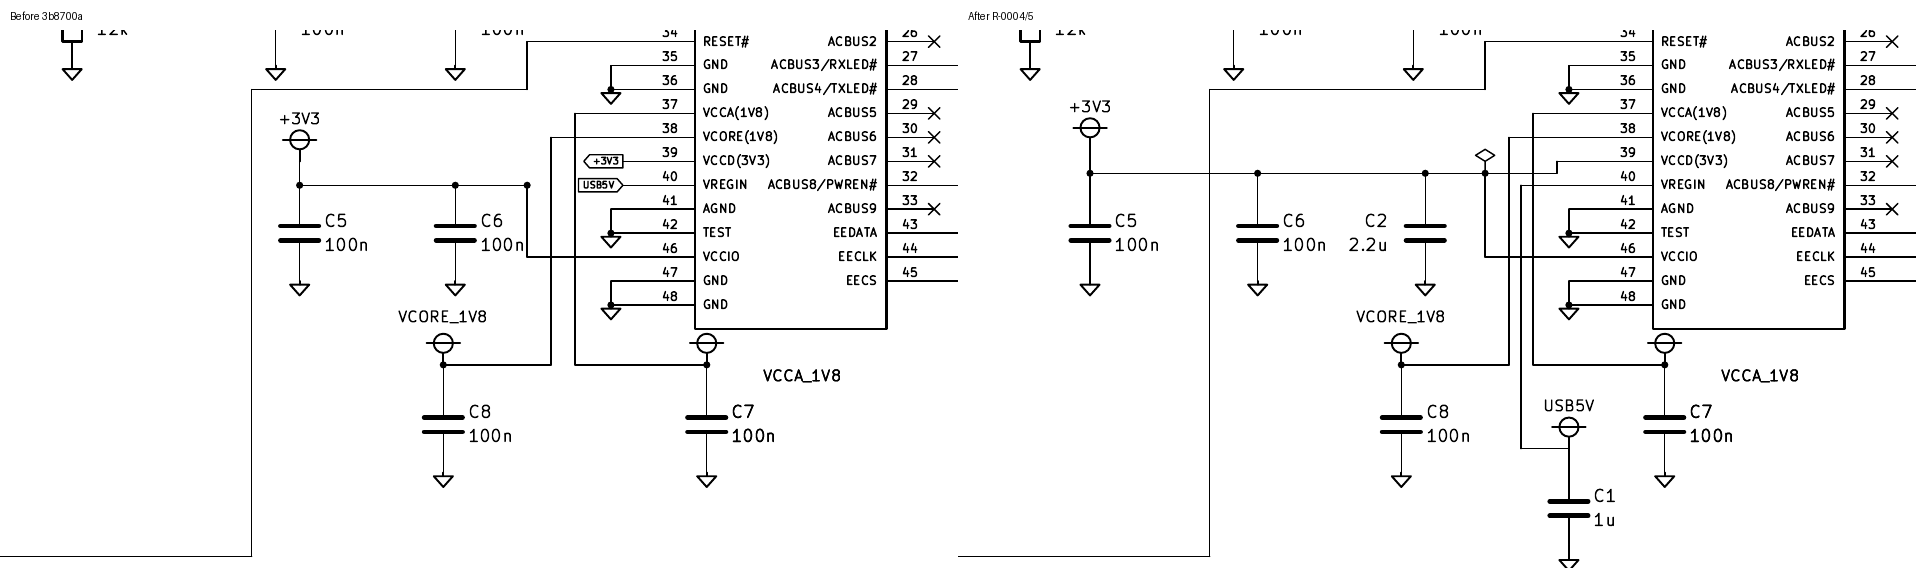 Before 3b8700a
12k
100n
100n
34 RESET# ACBUS2 26
35 GND ACBUS3/RXLED# 27
36 GND ACBUS4/TXLED# 28
37 VCCA(1V8) ACBUS5 29
38 VCORE(1V8) ACBUS6 30
+3V3 39 VCCD(3V3) ACBUS7 31
USB5V 40 VREGIN ACBUS8/PWREN# 32
41 AGND ACBUS9 33
42 TEST EEDATA 43
46 VCCIO EECLK 44
47 GND EECS 45
48 GND
+3V3
C5
100n
C6
100n
VCORE_1V8
VCCA_1V8
C8
100n
C7
100n
After R-0004/5
12k
100n
100n
34 RESET# ACBUS2 26
35 GND ACBUS3/RXLED# 27
36 GND ACBUS4/TXLED# 28
37 VCCA(1V8) ACBUS5 29
38 VCORE(1V8) ACBUS6 30
39 VCCD(3V3) ACBUS7 31
40 VREGIN ACBUS8/PWREN# 32
41 AGND ACBUS9 33
42 TEST EEDATA 43
46 VCCIO EECLK 44
47 GND EECS 45
48 GND
+3V3
C5
100n
C6
100n
C2
2.2u
VCORE_1V8
VCCA_1V8
USB5V
C8
100n
C7
100n
C1
1u